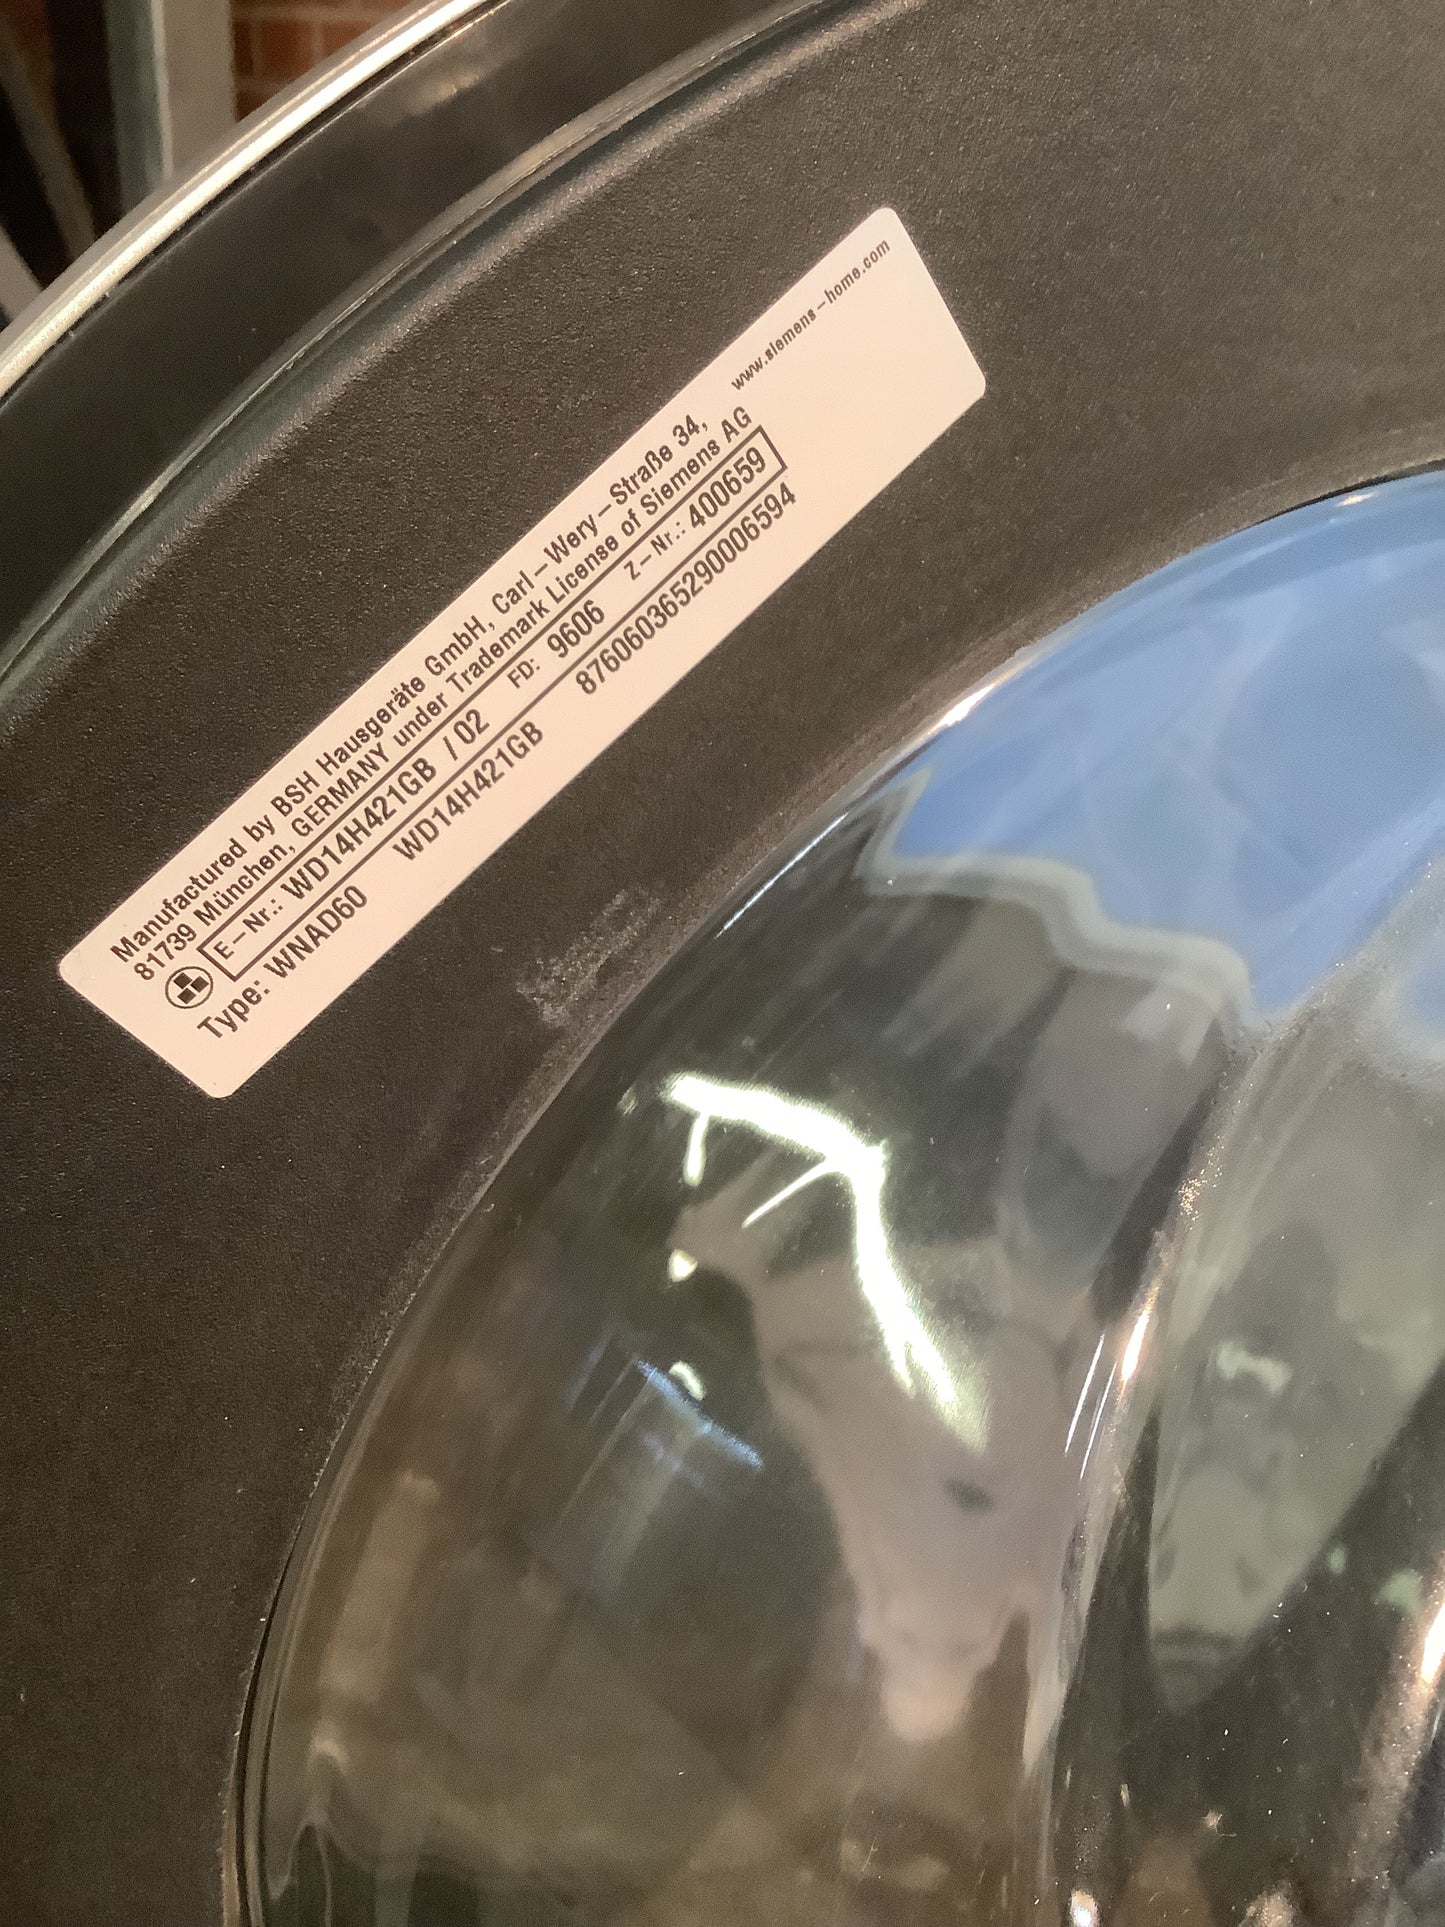 www.siemens-home.com
Manufactured by BSH Hausgeräte GmbH, Carl-Wery-Straße 34,
81739 München, GERMANY under Trademark License of Siemens AG
E-Nr.: WD14H421GB /02 FD: 9606 Z-Nr.: 400659
Type: WNAD60 WD14H421GB 876060365290006594